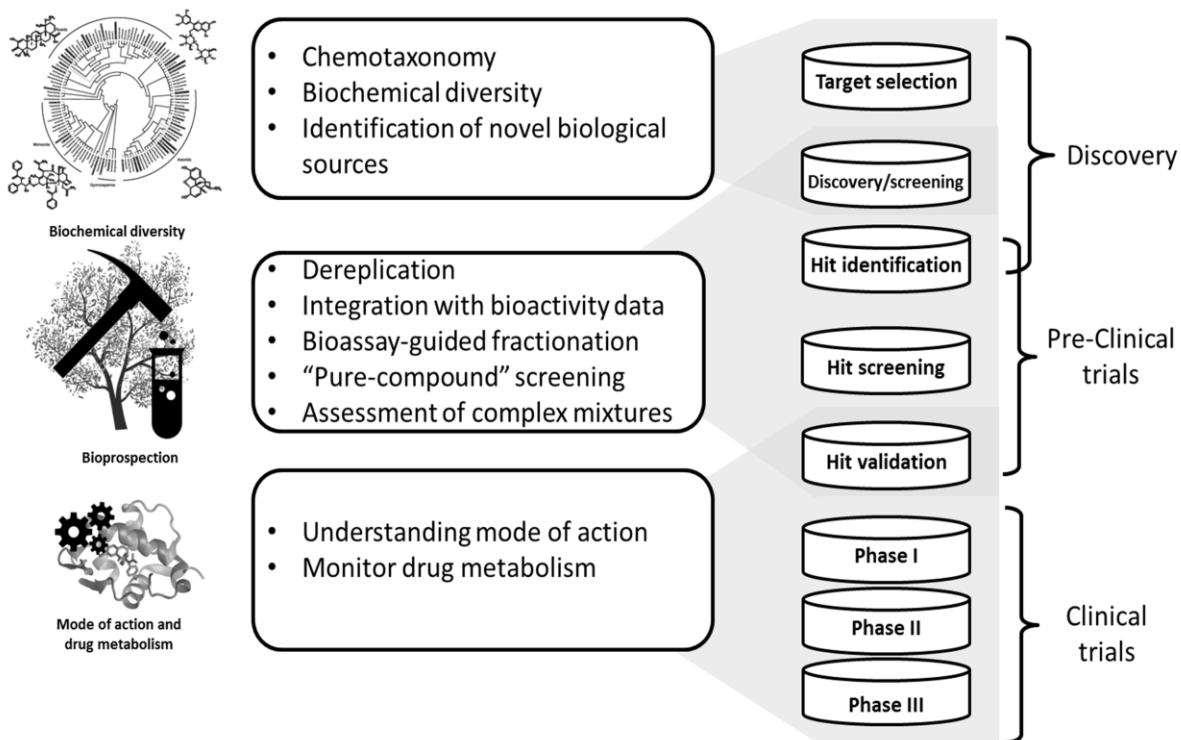 Monocots
Asterids
Gymnosperms
Biochemical diversity
• Chemotaxonomy
• Biochemical diversity
• Identification of novel biological
sources
Bioprospection
• Dereplication
• Integration with bioactivity data
• Bioassay-guided fractionation
• “Pure-compound” screening
• Assessment of complex mixtures
Mode of action and
drug metabolism
• Understanding mode of action
• Monitor drug metabolism
Target selection
Discovery/screening
Hit identification
Hit screening
Hit validation
Phase I
Phase II
Phase III
Discovery
Pre-Clinical
trials
Clinical
trials